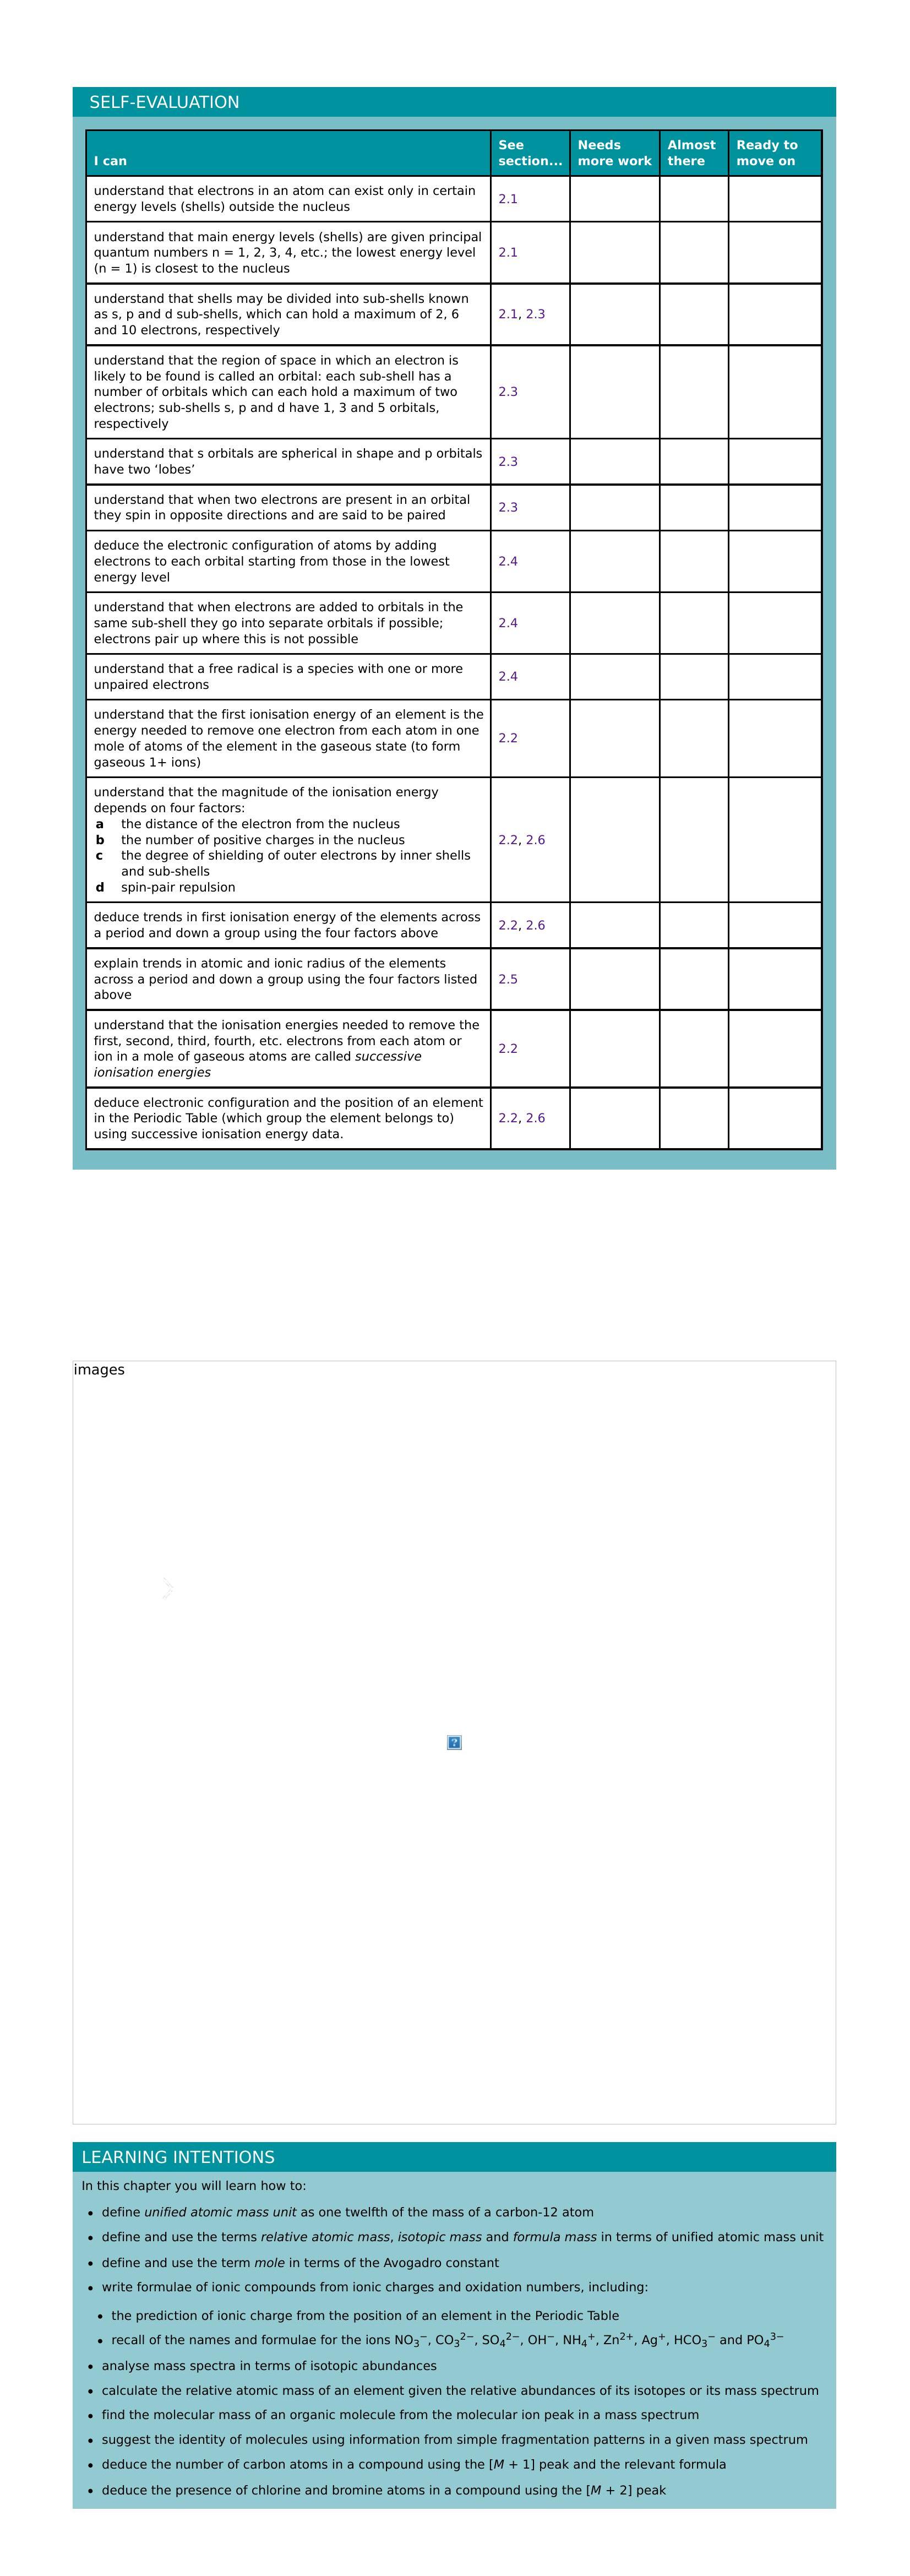 SELF-EVALUATION
I can
See section...
Needs more work
Almost there
Ready to move on
understand that electrons in an atom can exist only in certain
energy levels (shells) outside the nucleus
2.1
understand that main energy levels (shells) are given principal
quantum numbers n = 1, 2, 3, 4, etc.; the lowest energy level
(n = 1) is closest to the nucleus
2.1
understand that shells may be divided into sub-shells known
as s, p and d sub-shells, which can hold a maximum of 2, 6
and 10 electrons, respectively
2.1, 2.3
understand that the region of space in which an electron is
likely to be found is called an orbital: each sub-shell has a
number of orbitals which can each hold a maximum of two
electrons; sub-shells s, p and d have 1, 3 and 5 orbitals,
respectively
2.3
understand that s orbitals are spherical in shape and p orbitals
have two ‘lobes’
2.3
understand that when two electrons are present in an orbital
they spin in opposite directions and are said to be paired
2.3
deduce the electronic configuration of atoms by adding
electrons to each orbital starting from those in the lowest
energy level
2.4
understand that when electrons are added to orbitals in the
same sub-shell they go into separate orbitals if possible;
electrons pair up where this is not possible
2.4
understand that a free radical is a species with one or more
unpaired electrons
2.4
understand that the first ionisation energy of an element is the
energy needed to remove one electron from each atom in one
mole of atoms of the element in the gaseous state (to form
gaseous 1+ ions)
2.2
understand that the magnitude of the ionisation energy
depends on four factors:
a the distance of the electron from the nucleus
b the number of positive charges in the nucleus
c the degree of shielding of outer electrons by inner shells
and sub-shells
d spin-pair repulsion
2.2, 2.6
deduce trends in first ionisation energy of the elements across
a period and down a group using the four factors above
2.2, 2.6
explain trends in atomic and ionic radius of the elements
across a period and down a group using the four factors listed
above
2.5
understand that the ionisation energies needed to remove the
first, second, third, fourth, etc. electrons from each atom or
ion in a mole of gaseous atoms are called successive
ionisation energies
2.2
deduce electronic configuration and the position of an element
in the Periodic Table (which group the element belongs to)
using successive ionisation energy data.
2.2, 2.6
images
?
LEARNING INTENTIONS
In this chapter you will learn how to:
• define unified atomic mass unit as one twelfth of the mass of a carbon-12 atom
• define and use the terms relative atomic mass, isotopic mass and formula mass in terms of unified atomic mass unit
• define and use the term mole in terms of the Avogadro constant
• write formulae of ionic compounds from ionic charges and oxidation numbers, including:
• the prediction of ionic charge from the position of an element in the Periodic Table
• recall of the names and formulae for the ions NO₃⁻, CO₃²⁻, SO₄²⁻, OH⁻, NH₄⁺, Zn²⁺, Ag⁺, HCO₃⁻ and PO₄³⁻
• analyse mass spectra in terms of isotopic abundances
• calculate the relative atomic mass of an element given the relative abundances of its isotopes or its mass spectrum
• find the molecular mass of an organic molecule from the molecular ion peak in a mass spectrum
• suggest the identity of molecules using information from simple fragmentation patterns in a given mass spectrum
• deduce the number of carbon atoms in a compound using the [M + 1] peak and the relevant formula
• deduce the presence of chlorine and bromine atoms in a compound using the [M + 2] peak